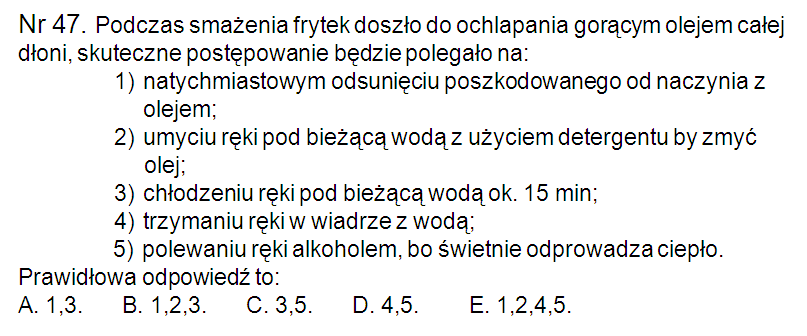 Nr 47. Podczas smażenia frytek doszło do ochlapania gorącym olejem całej
dłoni, skuteczne postępowanie będzie polegało na:
1) natychmiastowym odsunięciu poszkodowanego od naczynia z
olejem;
2) umyciu ręki pod bieżącą wodą z użyciem detergentu by zmyć
olej;
3) chłodzeniu ręki pod bieżącą wodą ok. 15 min;
4) trzymaniu ręki w wiadrze z wodą;
5) polewaniu ręki alkoholem, bo świetnie odprowadza ciepło.
Prawidłowa odpowiedź to:
A. 1,3. B. 1,2,3. C. 3,5. D. 4,5. E. 1,2,4,5.